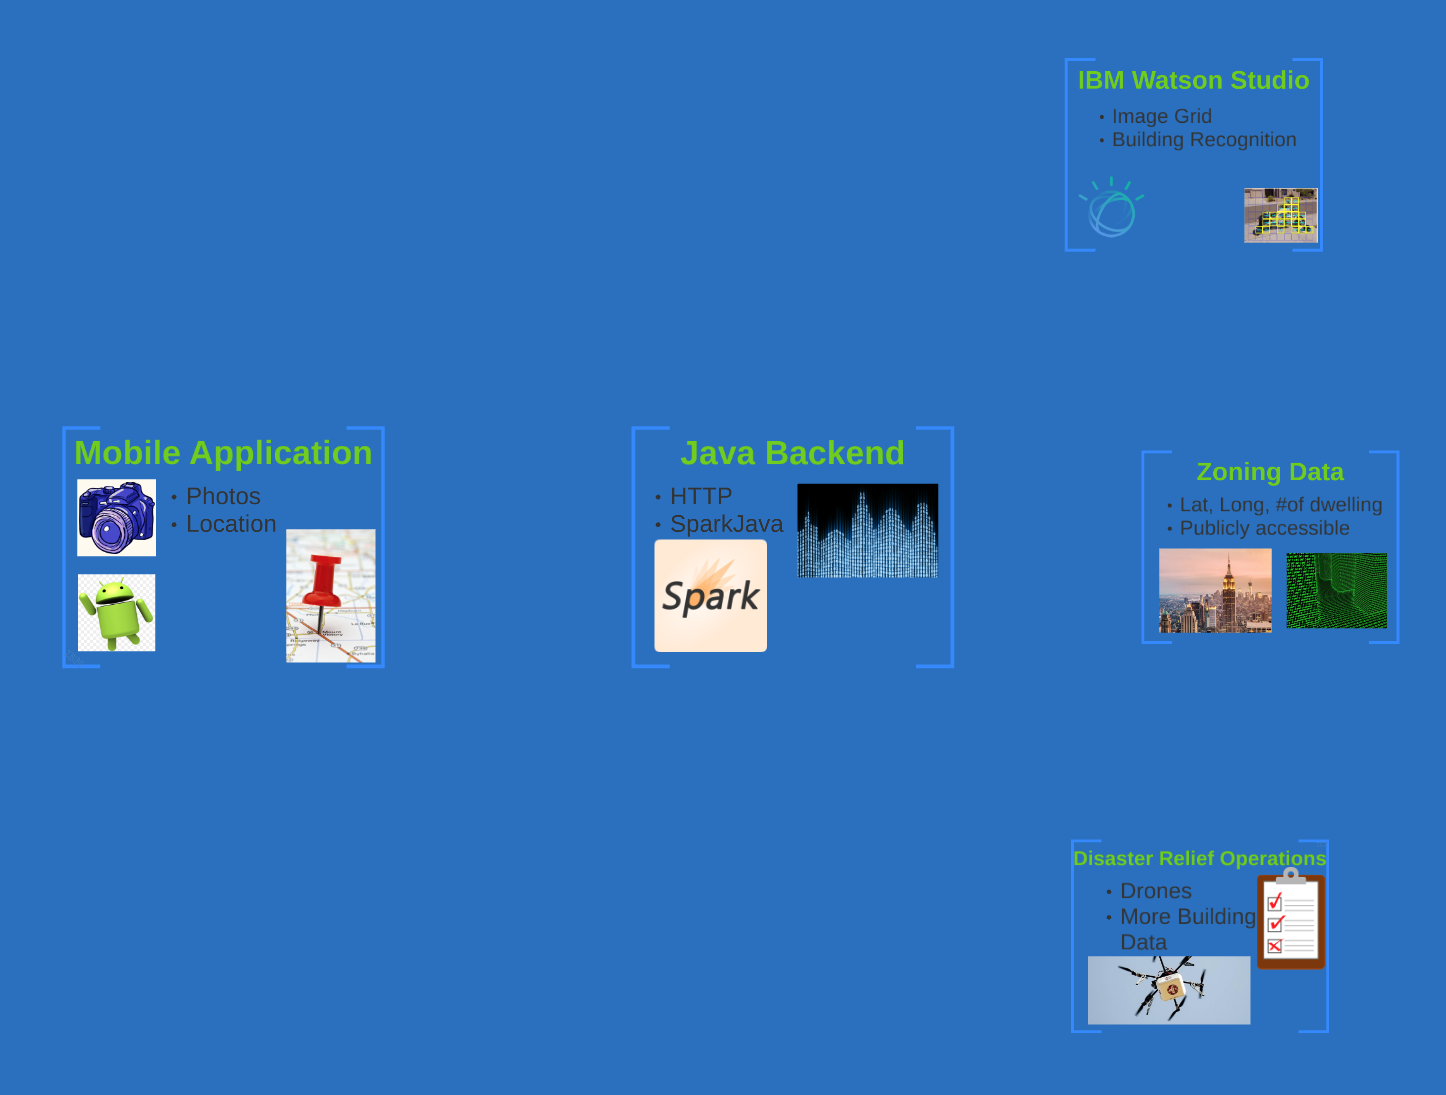 IBM Watson Studio
• Image Grid
• Building Recognition
Mobile Application
• Photos
• Location
Java Backend
• HTTP
• SparkJava
Spark
Zoning Data
• Lat, Long, #of dwelling
• Publicly accessible
Disaster Relief Operations
• Drones
• More Building
Data